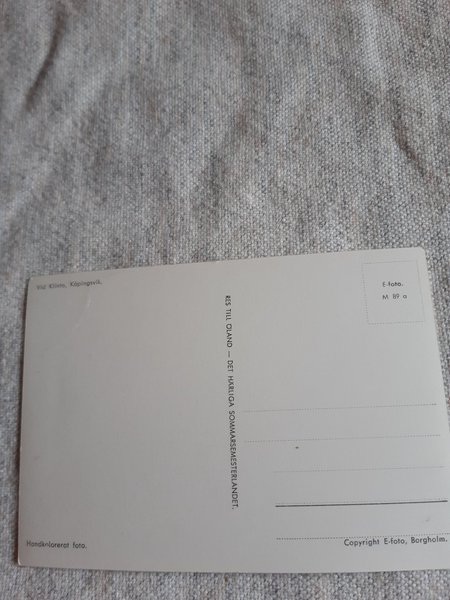 Vid Klinta, Köpingsvik.
E-foto.
M 89 a
RES TILL ÖLAND — DET HÄRLIGA SOMMARSEMESTERLANDET.
Handkolorerat foto.
Copyright E-foto, Borgholm.